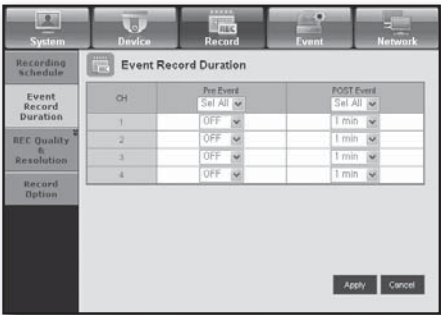 System Device Record Event Network
Recording
Schedule
Event
Record
Duration
REC Quality
&
Resolution
Record
Option
Event Record Duration
CH Pre Event POST Event
Sel All Sel All
1 OFF 1 min
2 OFF 1 min
3 OFF 1 min
4 OFF 1 min
Apply Cancel